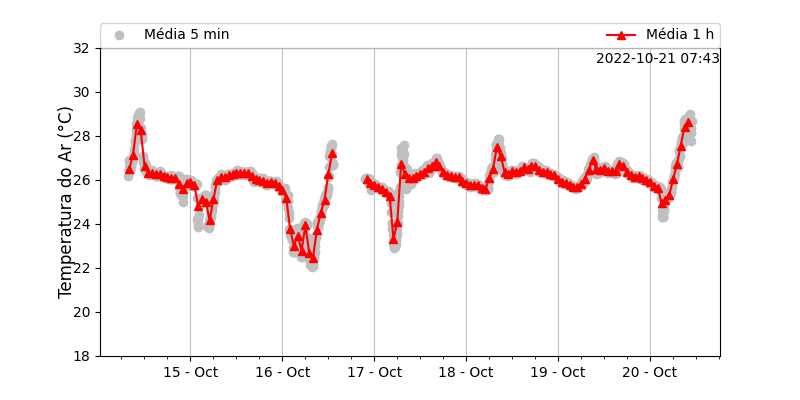 Média 5 min
Média 1 h
2022-10-21 07:43
Temperatura do Ar (°C)
32
30
28
26
24
22
20
18
15 - Oct
16 - Oct
17 - Oct
18 - Oct
19 - Oct
20 - Oct